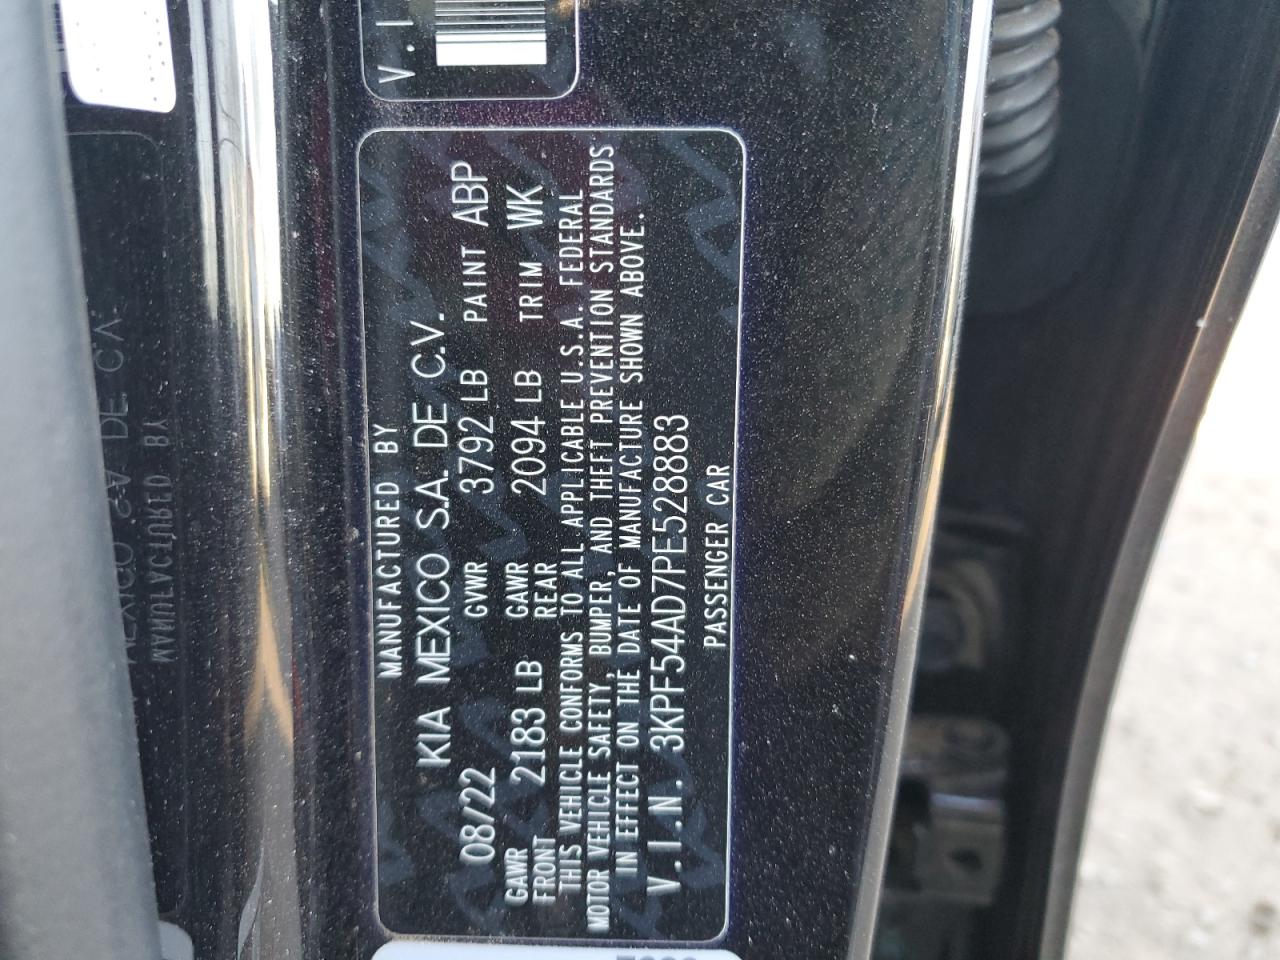 V.I
MANUFACTURED BY
KIA MEXICO S.A. DE C.V.
08/22 GVWR 3792 LB PAINT ABP
GAWR FRONT 2183 LB GAWR REAR 2094 LB TRIM WK
THIS VEHICLE CONFORMS TO ALL APPLICABLE U.S.A. FEDERAL
MOTOR VEHICLE SAFETY, BUMPER, AND THEFT PREVENTION STANDARDS
IN EFFECT ON THE DATE OF MANUFACTURE SHOWN ABOVE.
V.I.N. 3KPF54AD7PE528883
PASSENGER CAR
MANUFACTURED BY